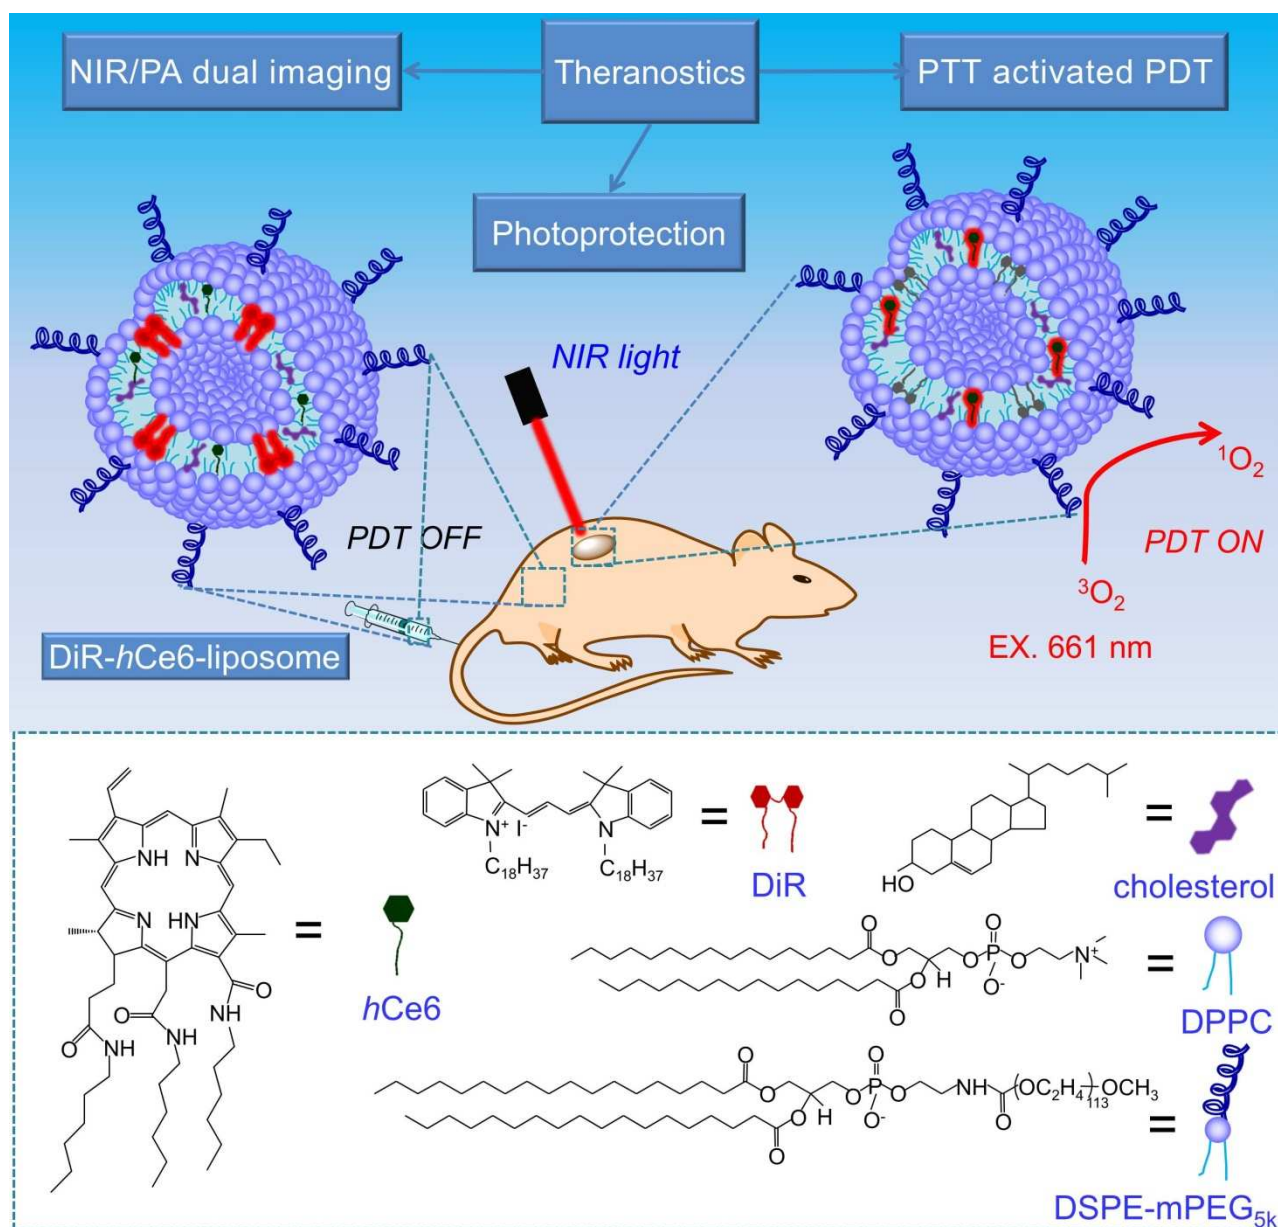 NIR/PA dual imaging
Theranostics
PTT activated PDT
Photoprotection
NIR light
PDT OFF
¹O₂
PDT ON
³O₂
EX. 661 nm
DiR-hCe6-liposome
NH
N
N
HN
O
NH
O
NH
O
NH
=
hCe6
N⁺
I⁻
N
C₁₈H₃₇
C₁₈H₃₇
=
DiR
HO
=
cholesterol
O
O
O
O
H
O
P
O
O⁻
O
N⁺
=
DPPC
O
O
O
O
H
O
P
O
O⁻
O
NH
O
(OC₂H₄)₁₁₃OCH₃
=
DSPE-mPEG₅ₖ